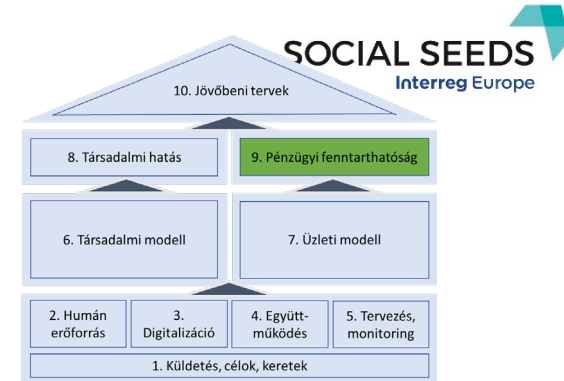 SOCIAL SEEDS
Interreg Europe
10. Jövőbeni tervek
8. Társadalmi hatás
9. Pénzügyi fenntarthatóság
6. Társadalmi modell
7. Üzleti modell
2. Humán
erőforrás
3.
Digitalizáció
4. Együtt-
működés
5. Tervezés,
monitoring
1. Küldetés, célok, keretek